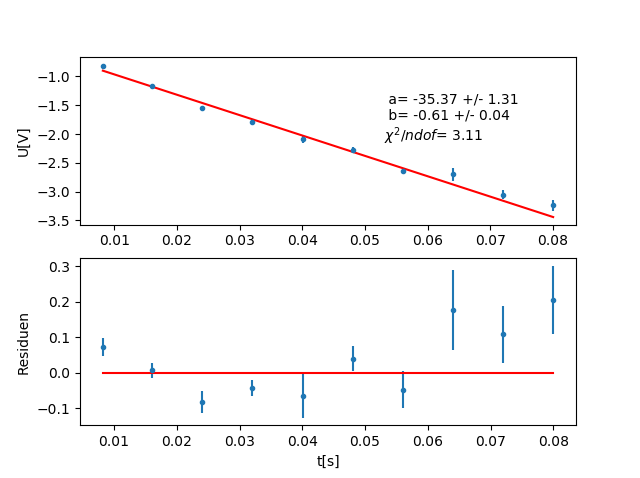 U[V]
−1.0
−1.5
−2.0
−2.5
−3.0
−3.5
a= -35.37 +/- 1.31
b= -0.61 +/- 0.04
χ²/ndof= 3.11
0.01 0.02 0.03 0.04 0.05 0.06 0.07 0.08
Residuen
0.3
0.2
0.1
0.0
−0.1
0.01 0.02 0.03 0.04 0.05 0.06 0.07 0.08
t[s]